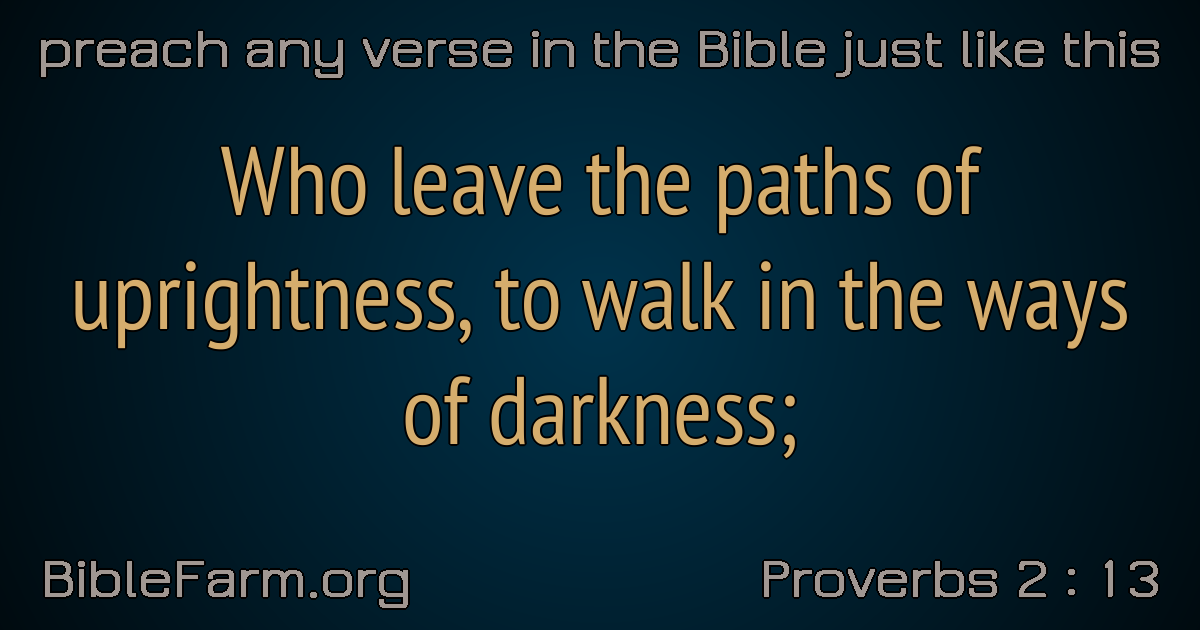 preach any verse in the Bible just like this
Who leave the paths of
uprightness, to walk in the ways
of darkness;
BibleFarm.org
Proverbs 2 : 13